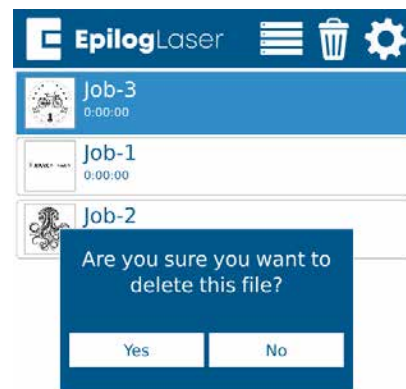 EpilogLaser
Job-3
0:00:00
Job-1
0:00:00
Job-2
Are you sure you want to
delete this file?
Yes
No